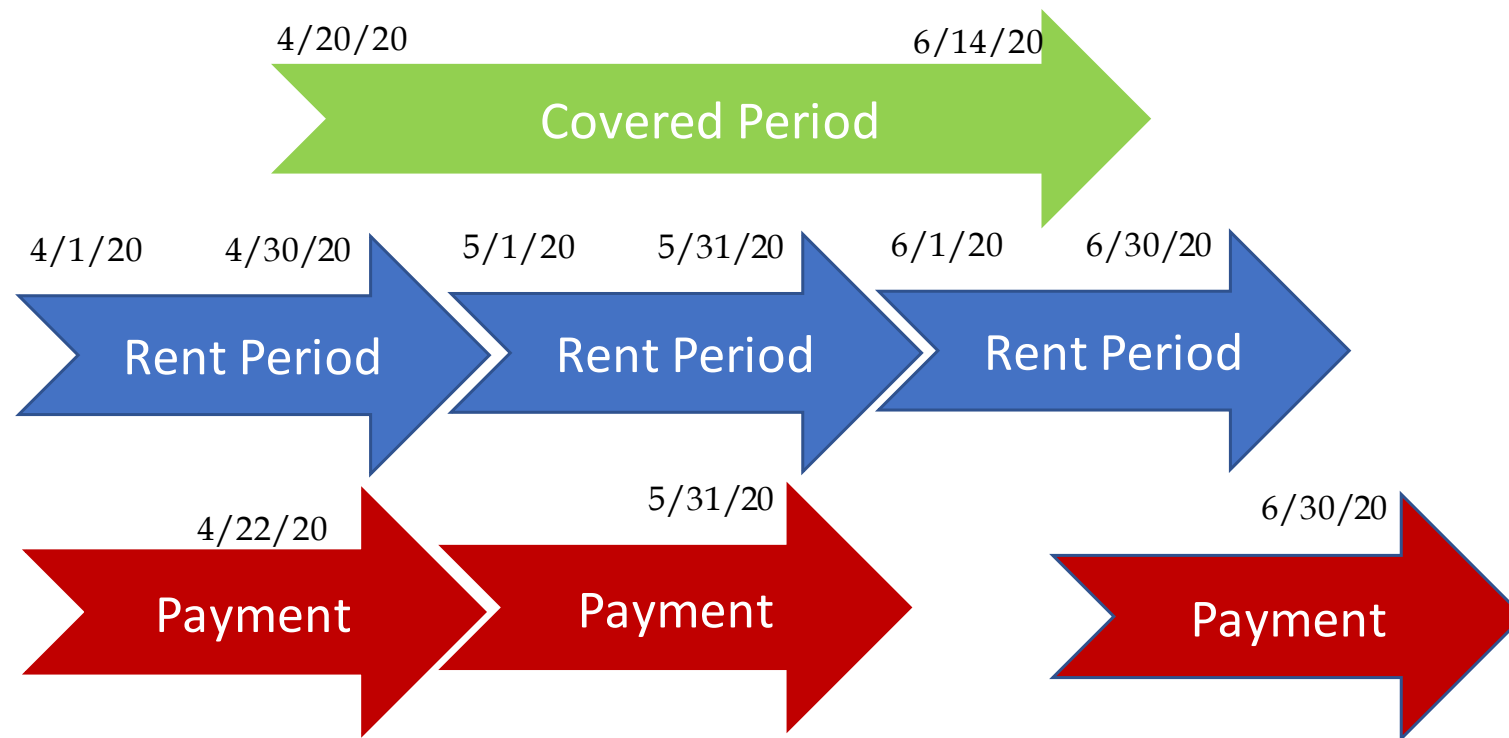 4/20/20 6/14/20
Covered Period
4/1/20 4/30/20 5/1/20 5/31/20 6/1/20 6/30/20
Rent Period Rent Period Rent Period
4/22/20 5/31/20 6/30/20
Payment Payment Payment